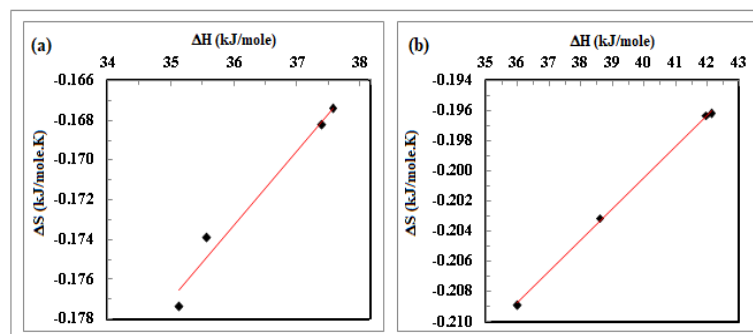 (a)
ΔH (kJ/mole)
34 35 36 37 38
-0.166
-0.168
-0.170
-0.172
-0.174
-0.176
-0.178
ΔS (kJ/mole.K)
(b)
ΔH (kJ/mole)
35 36 37 38 39 40 41 42 43
-0.194
-0.196
-0.198
-0.200
-0.202
-0.204
-0.206
-0.208
-0.210
ΔS (kJ/mole.K)